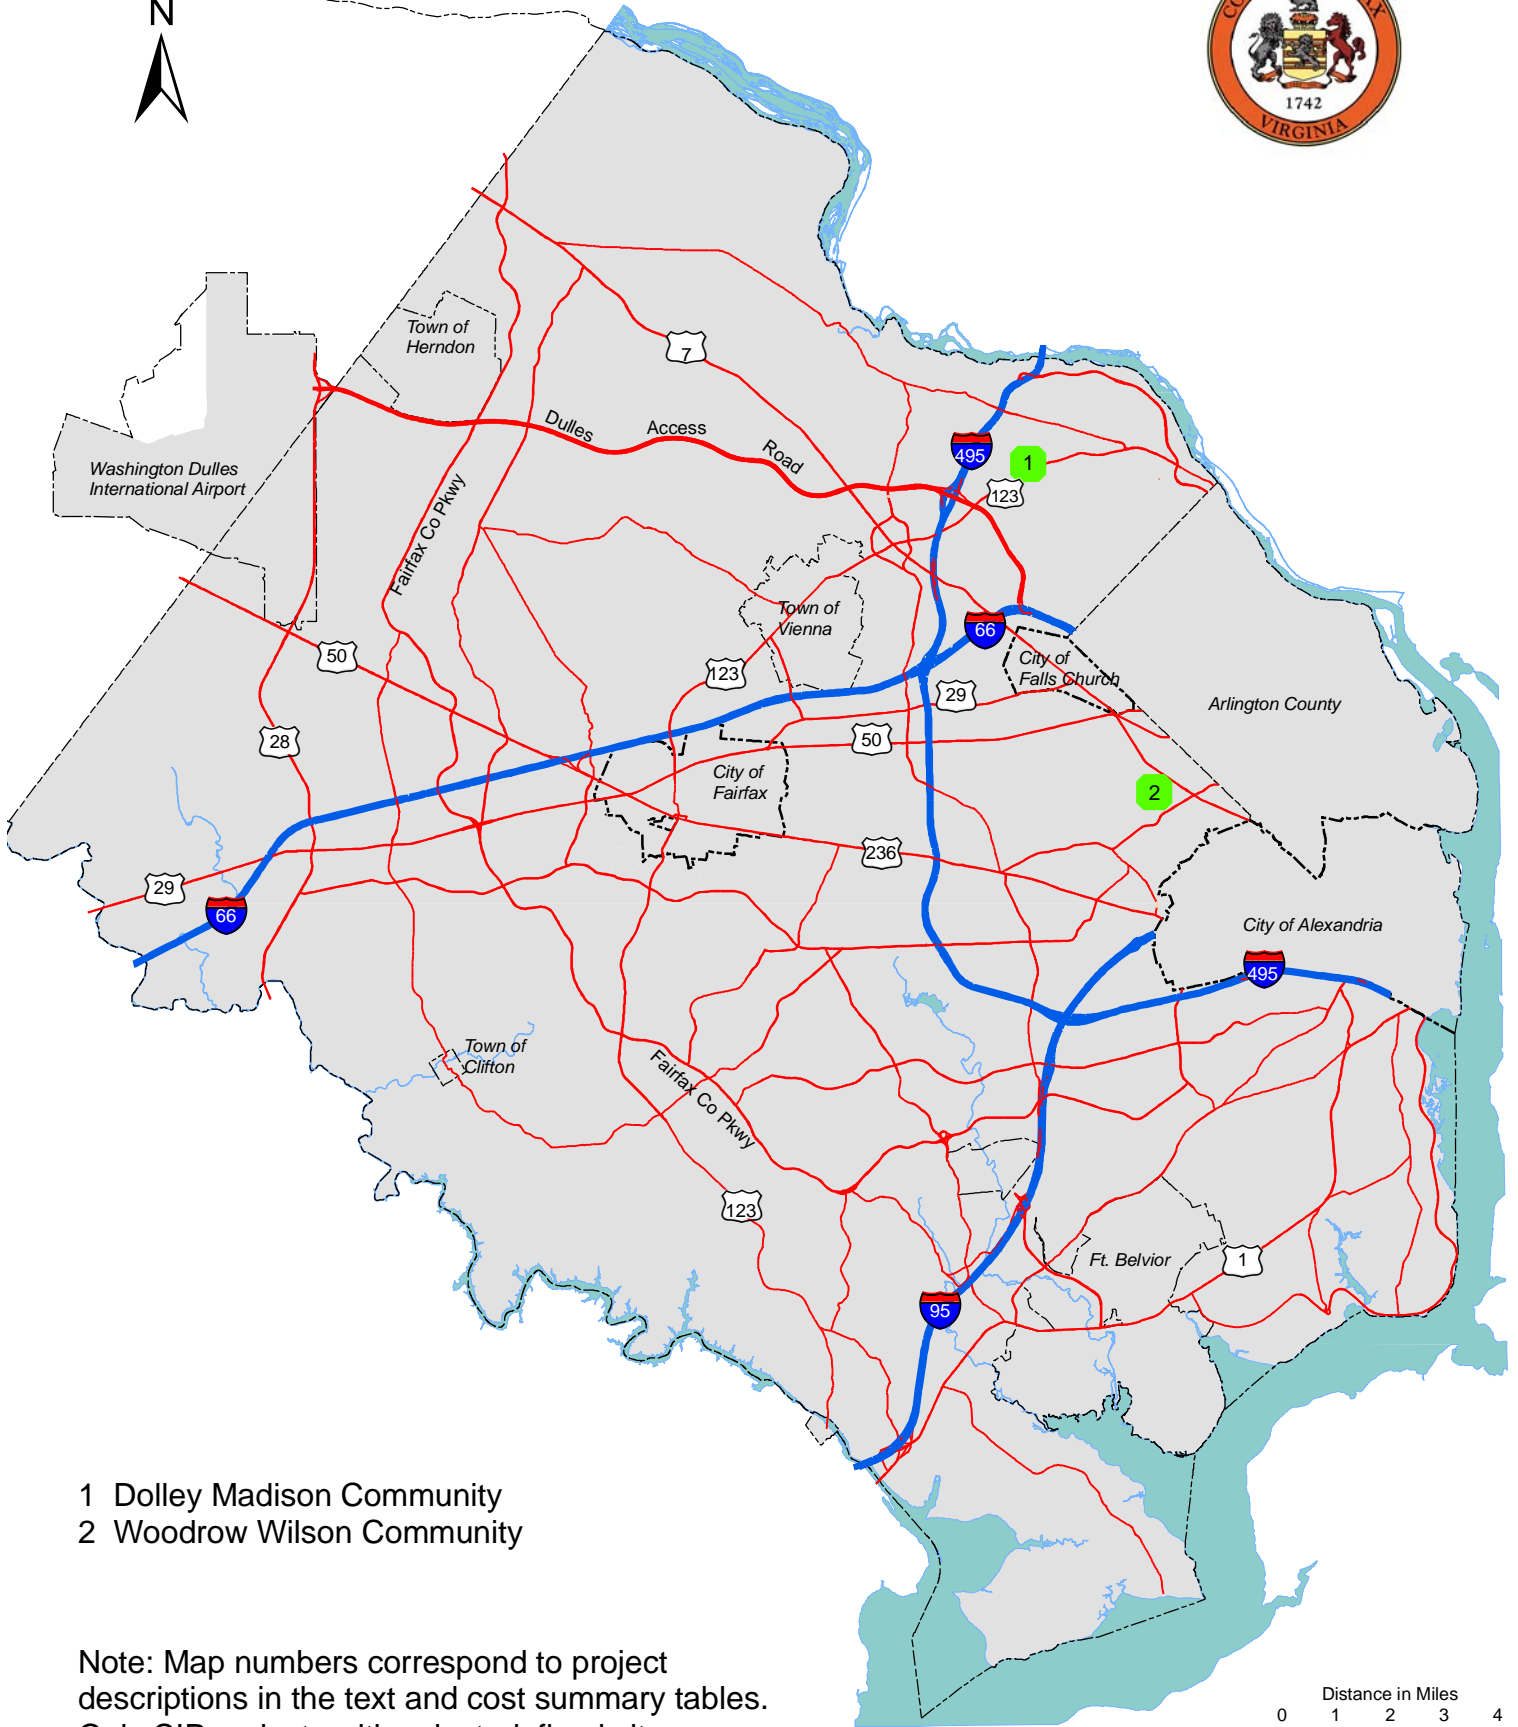 N
1742
VIRGINIA
Town of
Herndon
7
Dulles Access Road
495
1
123
Washington Dulles
International Airport
Fairfax Co Pkwy
Town of
Vienna
66
50
123
City of
Falls Church
29
Arlington County
28
50
City of
Fairfax
2
236
29
66
City of Alexandria
495
Town of
Clifton
Fairfax Co Pkwy
123
Ft. Belvior
1
95
1 Dolley Madison Community
2 Woodrow Wilson Community
Note: Map numbers correspond to project
descriptions in the text and cost summary tables.
Distance in Miles
0 1 2 3 4